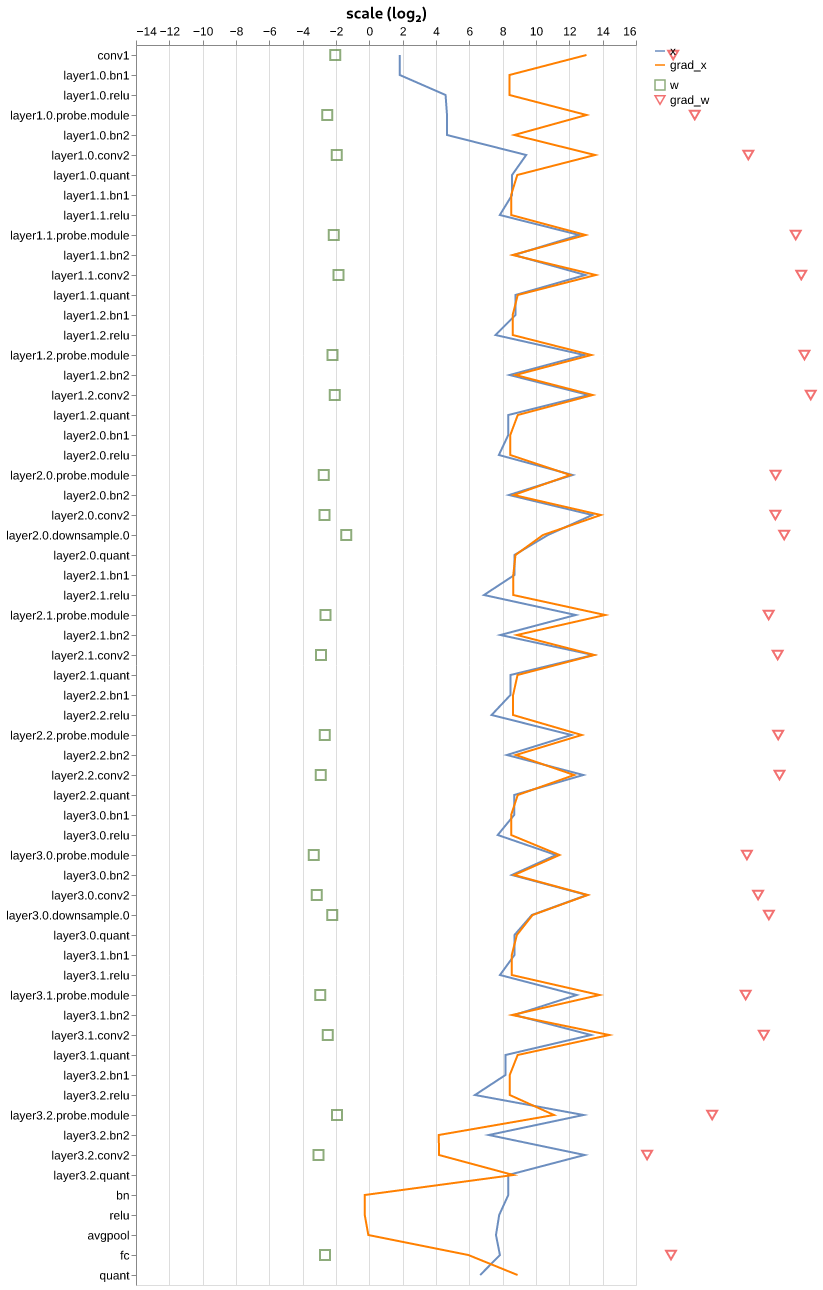 scale (log₂)
−14 −12 −10 −8 −6 −4 −2 0 2 4 6 8 10 12 14 16
x
grad_x
w
grad_w
conv1
layer1.0.bn1
layer1.0.relu
layer1.0.probe.module
layer1.0.bn2
layer1.0.conv2
layer1.0.quant
layer1.1.bn1
layer1.1.relu
layer1.1.probe.module
layer1.1.bn2
layer1.1.conv2
layer1.1.quant
layer1.2.bn1
layer1.2.relu
layer1.2.probe.module
layer1.2.bn2
layer1.2.conv2
layer1.2.quant
layer2.0.bn1
layer2.0.relu
layer2.0.probe.module
layer2.0.bn2
layer2.0.conv2
layer2.0.downsample.0
layer2.0.quant
layer2.1.bn1
layer2.1.relu
layer2.1.probe.module
layer2.1.bn2
layer2.1.conv2
layer2.1.quant
layer2.2.bn1
layer2.2.relu
layer2.2.probe.module
layer2.2.bn2
layer2.2.conv2
layer2.2.quant
layer3.0.bn1
layer3.0.relu
layer3.0.probe.module
layer3.0.bn2
layer3.0.conv2
layer3.0.downsample.0
layer3.0.quant
layer3.1.bn1
layer3.1.relu
layer3.1.probe.module
layer3.1.bn2
layer3.1.conv2
layer3.1.quant
layer3.2.bn1
layer3.2.relu
layer3.2.probe.module
layer3.2.bn2
layer3.2.conv2
layer3.2.quant
bn
relu
avgpool
fc
quant